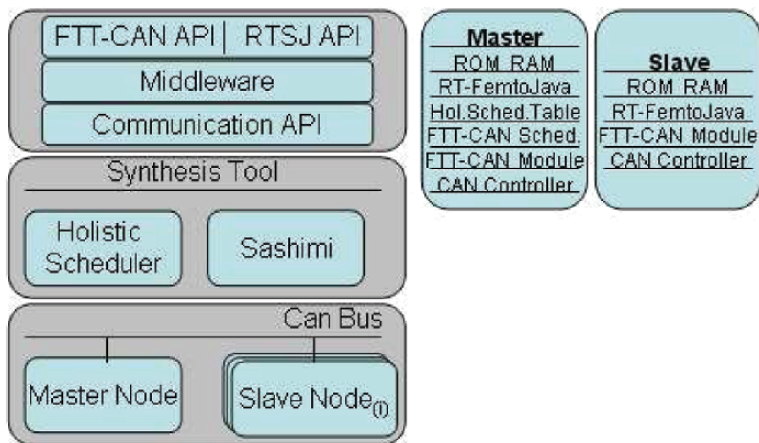 FTT-CAN API | RTSJ API
Middleware
Communication API
Synthesis Tool
Holistic
Scheduler
Sashimi
Can Bus
Master Node
Slave Node(i)
Master
ROM RAM
RT-FemtoJava
Hol.Sched.Table
FTT-CAN Sched.
FTT-CAN Module
CAN Controller
Slave
ROM RAM
RT-FemtoJava
FTT-CAN Module
CAN Controller